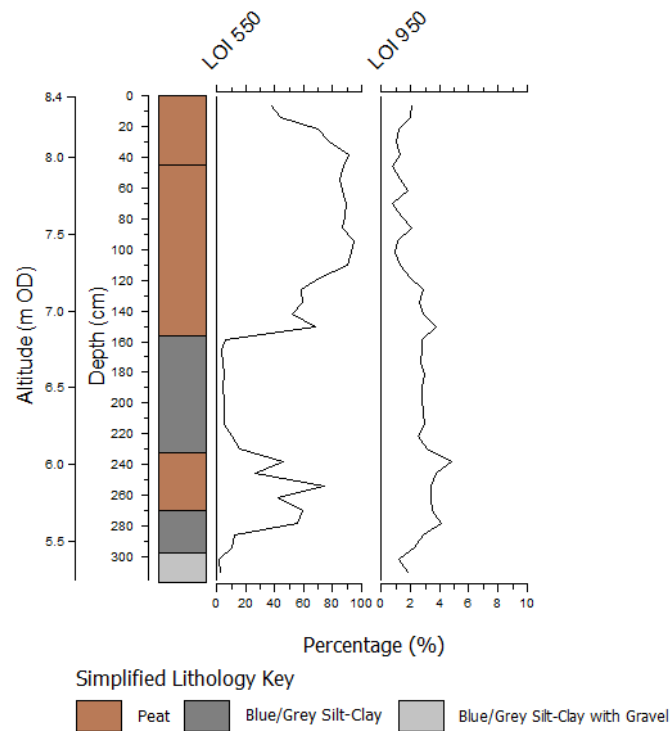 LOI 550
LOI 950
Altitude (m OD)
8.4
8.0
7.5
7.0
6.5
6.0
5.5
Depth (cm)
0
20
40
60
80
100
120
140
160
180
200
220
240
260
280
300
0 20 40 60 80 100
0 2 4 6 8 10
Percentage (%)
Simplified Lithology Key
Peat
Blue/Grey Silt-Clay
Blue/Grey Silt-Clay with Gravel